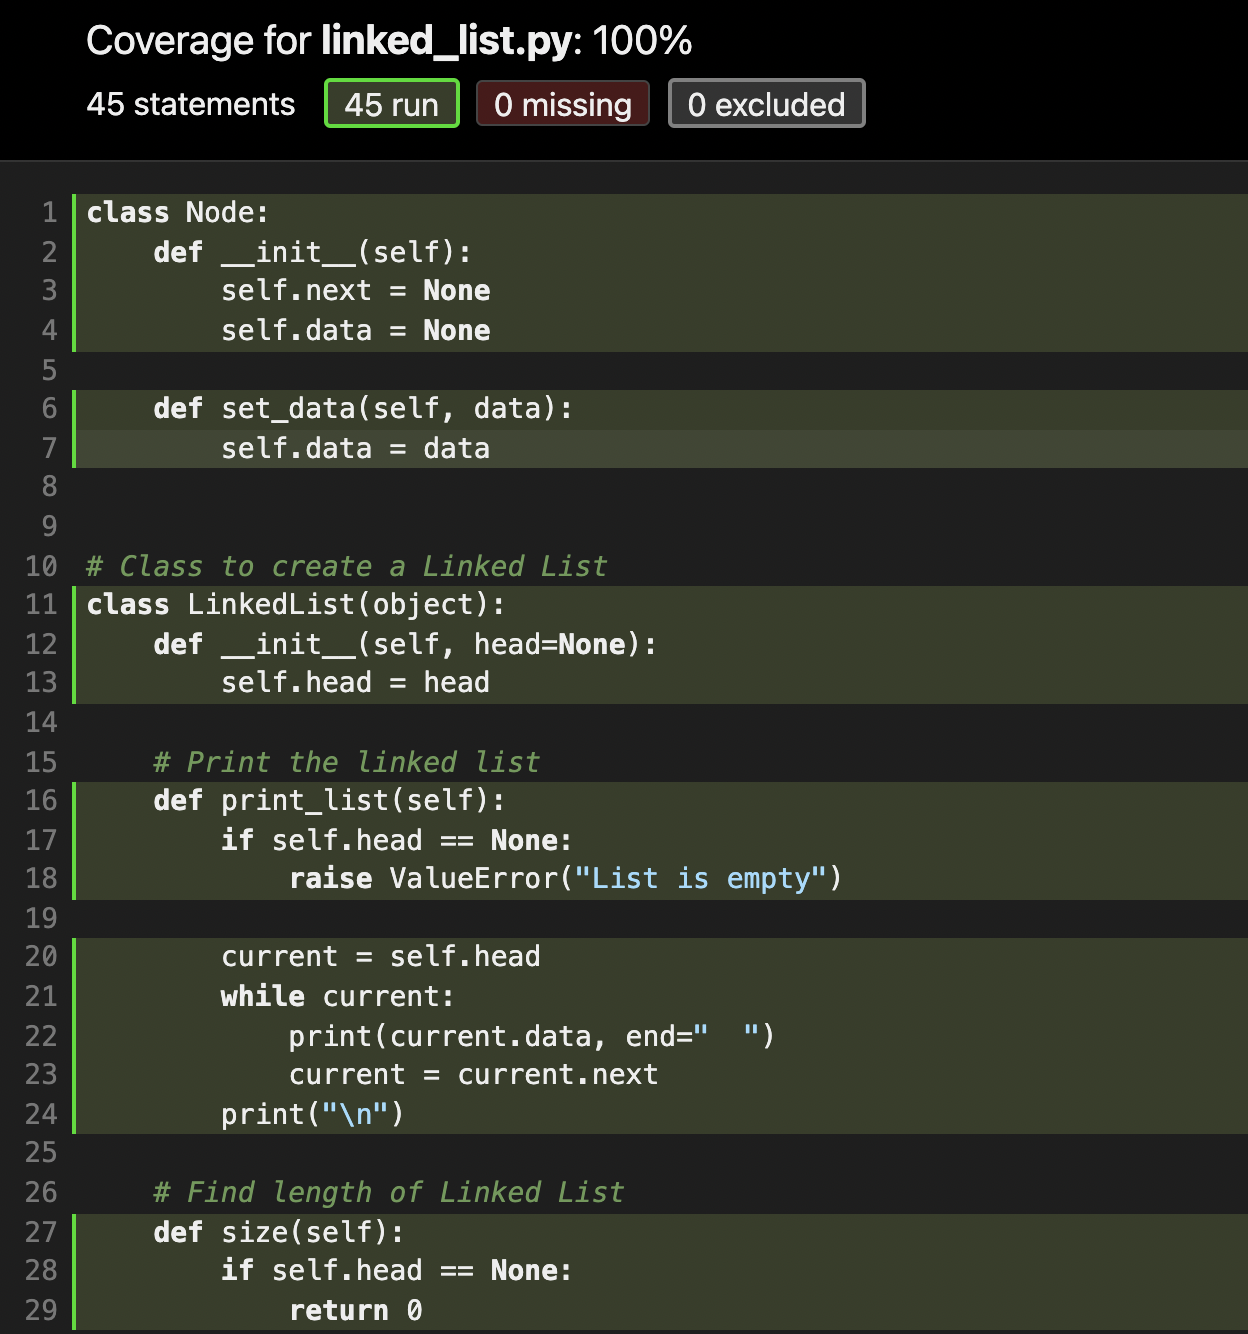 Coverage for linked_list.py: 100%
45 statements 45 run 0 missing 0 excluded
1 class Node:
2     def __init__(self):
3         self.next = None
4         self.data = None
5
6     def set_data(self, data):
7         self.data = data
8
9
10 # Class to create a Linked List
11 class LinkedList(object):
12     def __init__(self, head=None):
13         self.head = head
14
15     # Print the linked list
16     def print_list(self):
17         if self.head == None:
18             raise ValueError("List is empty")
19
20         current = self.head
21         while current:
22             print(current.data, end="  ")
23             current = current.next
24         print("\n")
25
26     # Find length of Linked List
27     def size(self):
28         if self.head == None:
29             return 0